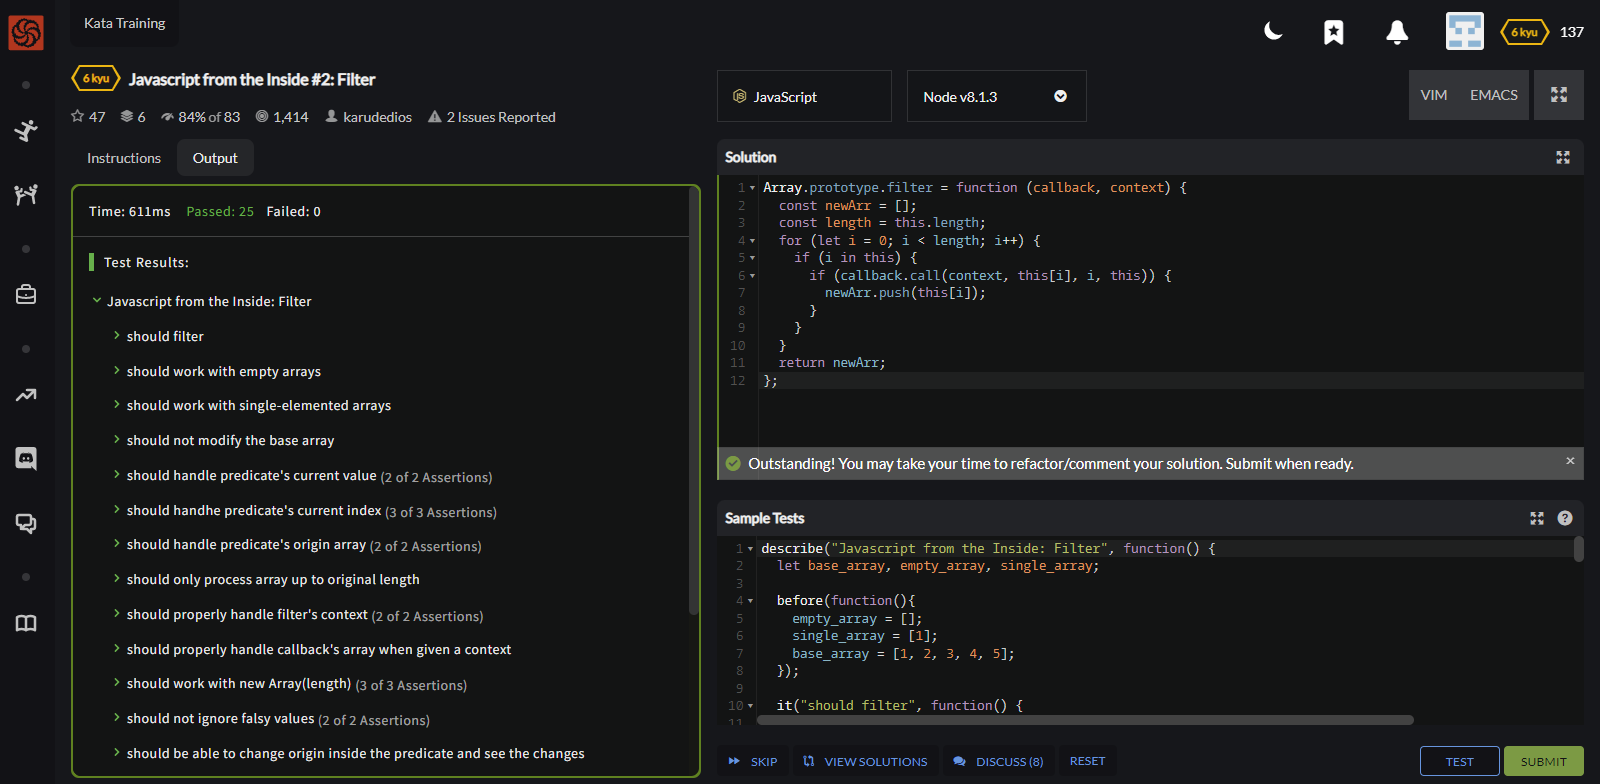 Kata Training
6 kyu 137
6 kyu Javascript from the Inside #2: Filter
47 6 84% of 83 1,414 karudedios 2 Issues Reported
Instructions Output
Time: 611ms Passed: 25 Failed: 0
Test Results:
Javascript from the Inside: Filter
should filter
should work with empty arrays
should work with single-elemented arrays
should not modify the base array
should handle predicate's current value (2 of 2 Assertions)
should handhe predicate's current index (3 of 3 Assertions)
should handle predicate's origin array (2 of 2 Assertions)
should only process array up to original length
should properly handle filter's context (2 of 2 Assertions)
should properly handle callback's array when given a context
should work with new Array(length) (3 of 3 Assertions)
should not ignore falsy values (2 of 2 Assertions)
should be able to change origin inside the predicate and see the changes
JS JavaScript
Node v8.1.3
VIM EMACS
Solution
1 Array.prototype.filter = function (callback, context) {
2 const newArr = [];
3 const length = this.length;
4 for (let i = 0; i < length; i++) {
5 if (i in this) {
6 if (callback.call(context, this[i], i, this)) {
7 newArr.push(this[i]);
8 }
9 }
10 }
11 return newArr;
12 };
Outstanding! You may take your time to refactor/comment your solution. Submit when ready. ×
Sample Tests ?
1 describe("Javascript from the Inside: Filter", function() {
2 let base_array, empty_array, single_array;
3
4 before(function(){
5 empty_array = [];
6 single_array = [1];
7 base_array = [1, 2, 3, 4, 5];
8 });
9
10 it("should filter", function() {
11
SKIP VIEW SOLUTIONS DISCUSS (8) RESET
TEST SUBMIT